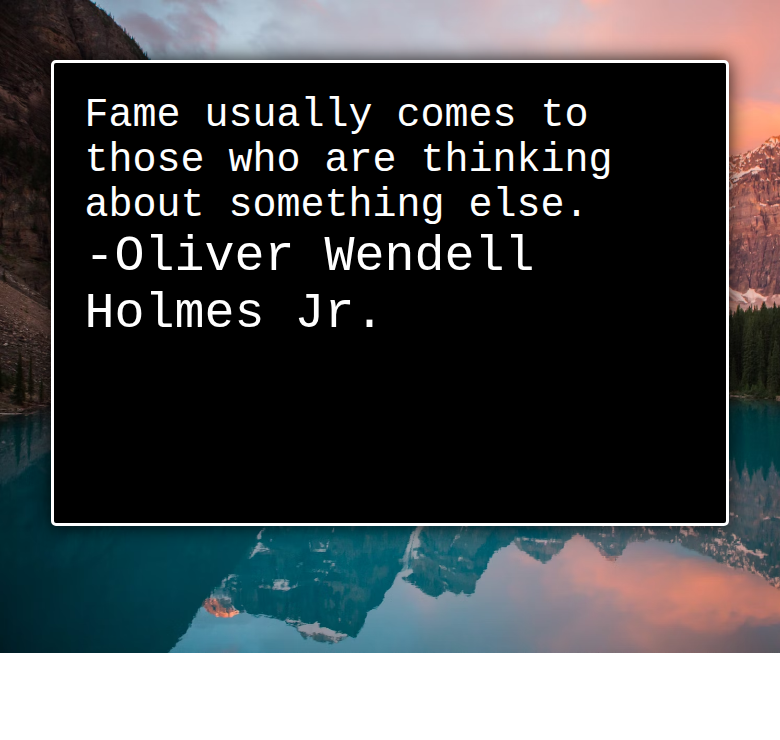 Fame usually comes to
those who are thinking
about something else.
-Oliver Wendell
Holmes Jr.